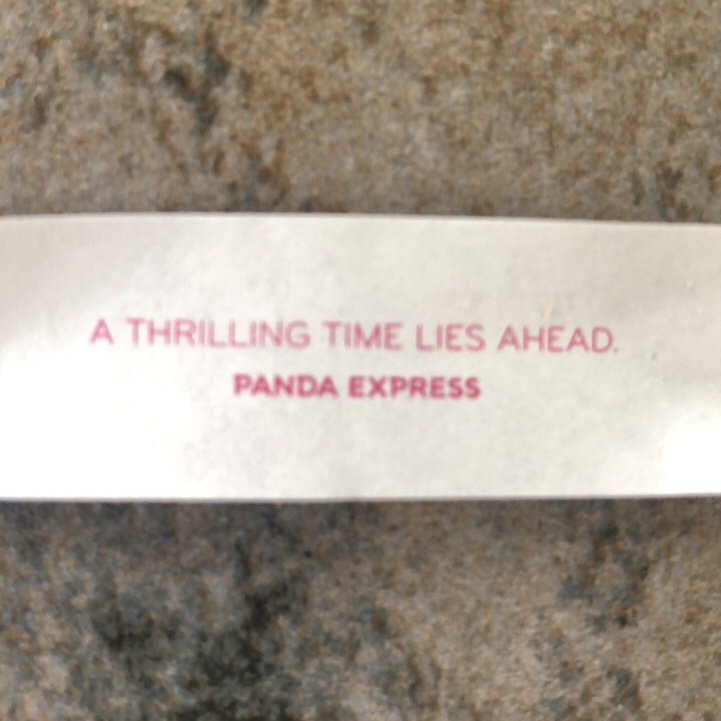 A THRILLING TIME LIES AHEAD.
PANDA EXPRESS